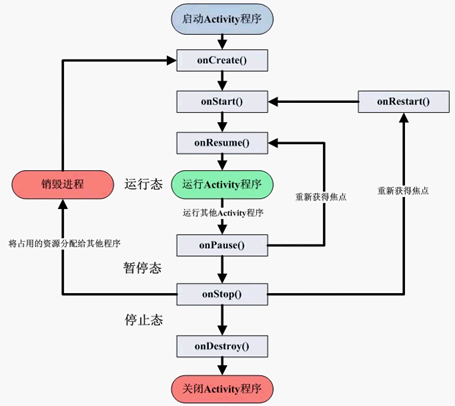 启动Activity程序
onCreate()
onStart()
onRestart()
onResume()
销毁进程
运行态
运行Activity程序
重新获得焦点
重新获得焦点
运行其他Activity程序
将占用的资源分配给其他程序
onPause()
暂停态
onStop()
停止态
onDestroy()
关闭Activity程序